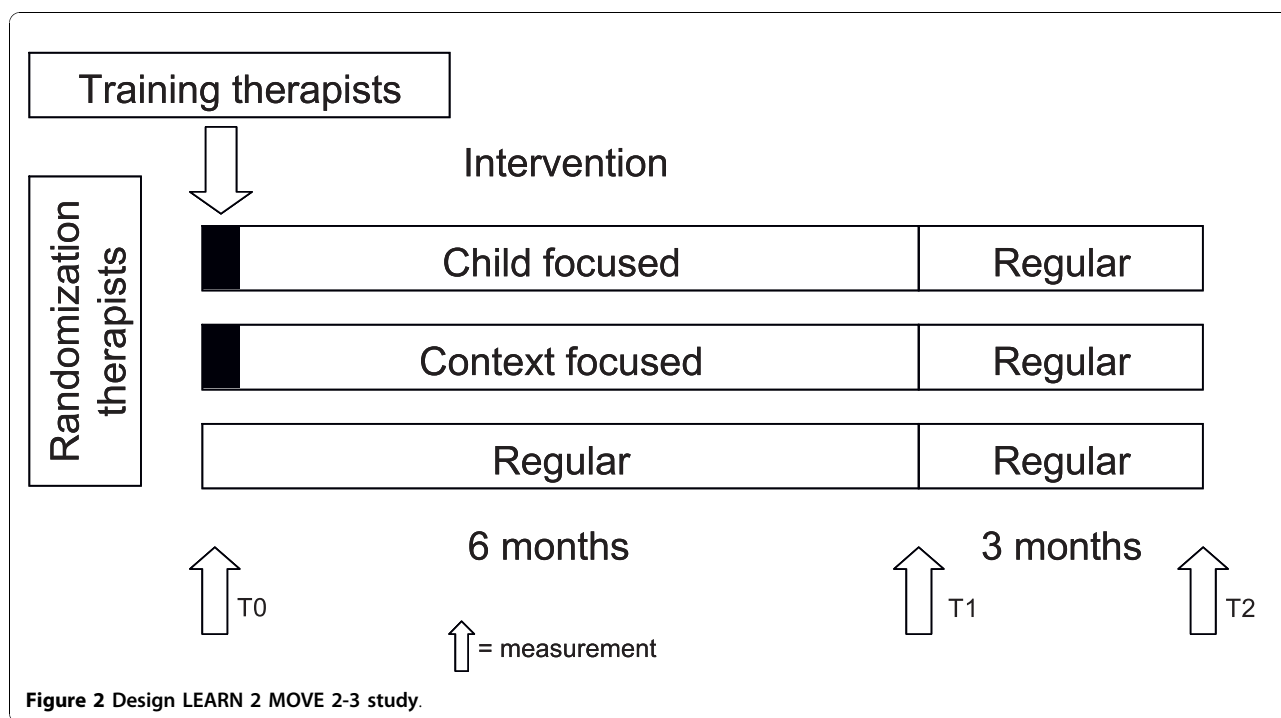 Training therapists
Intervention
Randomization
therapists
Child focused
Regular
Context focused
Regular
Regular
Regular
6 months
3 months
T0
T1
T2
= measurement
Figure 2 Design LEARN 2 MOVE 2-3 study.